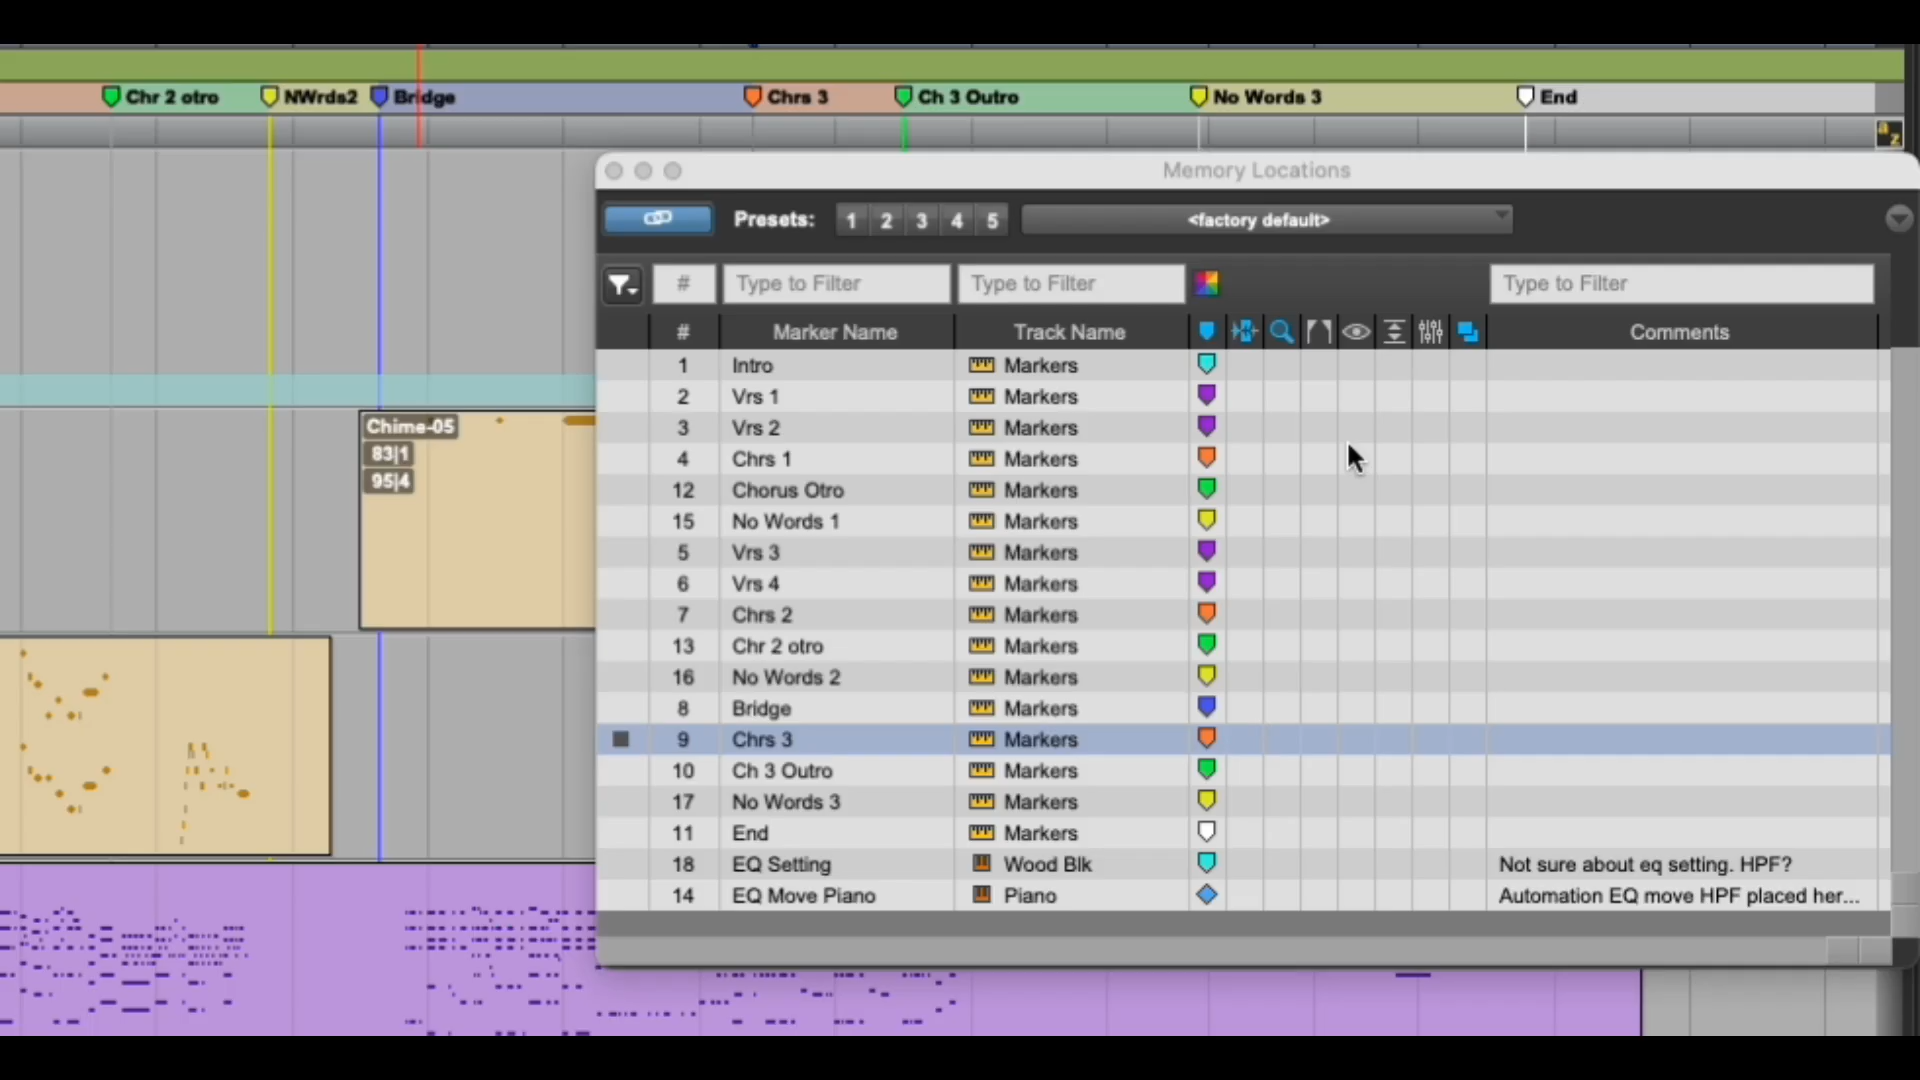 Chr 2 otro NWrds2 Bridge Chrs 3 Ch 3 Outro No Words 3 End
a z
Memory Locations
Presets: 1 2 3 4 5 <factory default>
# Type to Filter Type to Filter Type to Filter
# Marker Name Track Name Comments
1 Intro Markers
2 Vrs 1 Markers
3 Vrs 2 Markers
4 Chrs 1 Markers
12 Chorus Otro Markers
15 No Words 1 Markers
5 Vrs 3 Markers
6 Vrs 4 Markers
7 Chrs 2 Markers
13 Chr 2 otro Markers
16 No Words 2 Markers
8 Bridge Markers
9 Chrs 3 Markers
10 Ch 3 Outro Markers
17 No Words 3 Markers
11 End Markers
18 EQ Setting Wood Blk Not sure about eq setting. HPF?
14 EQ Move Piano Piano Automation EQ move HPF placed her...
Chime-05
83|1
95|4